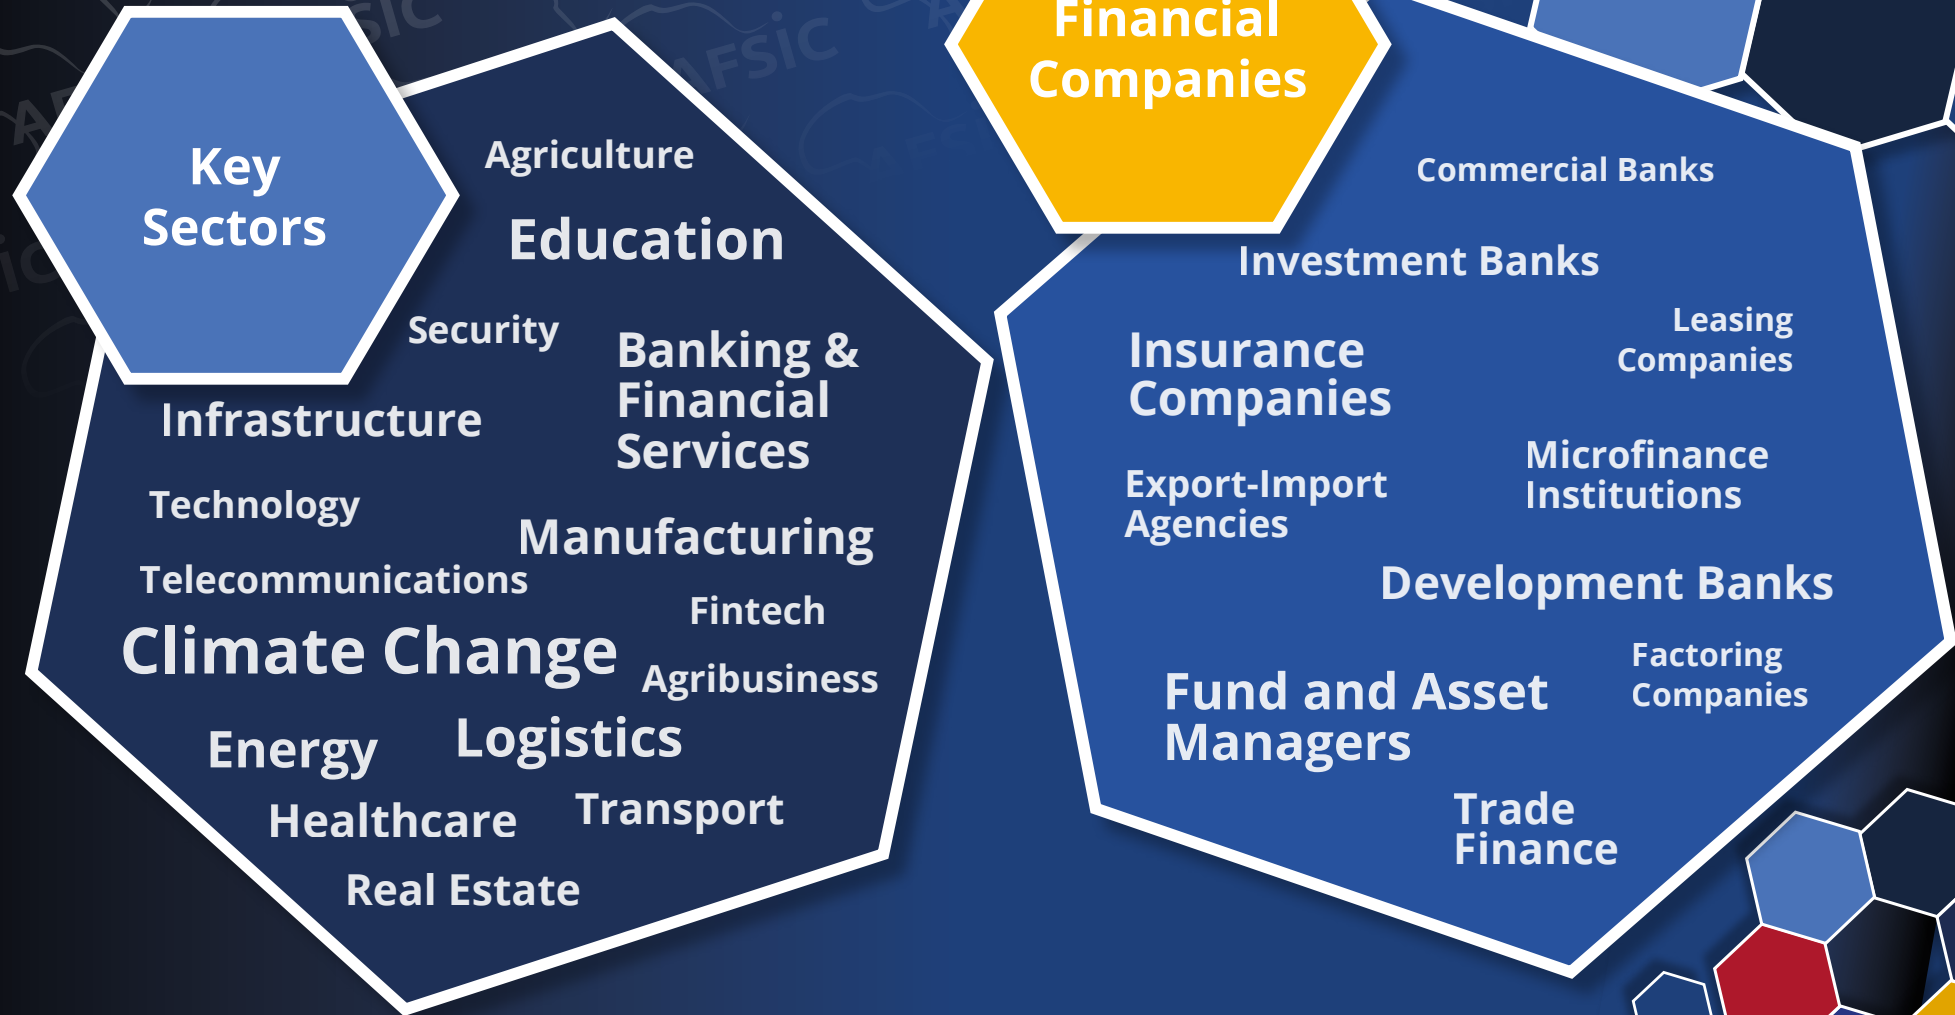 Key
Sectors
Agriculture
Education
Security
Banking &
Financial
Services
Infrastructure
Technology
Manufacturing
Telecommunications
Fintech
Climate Change
Agribusiness
Energy
Logistics
Healthcare
Transport
Real Estate
Financial
Companies
Commercial Banks
Investment Banks
Leasing
Companies
Insurance
Companies
Microfinance
Institutions
Export-Import
Agencies
Development Banks
Factoring
Companies
Fund and Asset
Managers
Trade
Finance
AFSIC
AFSIC